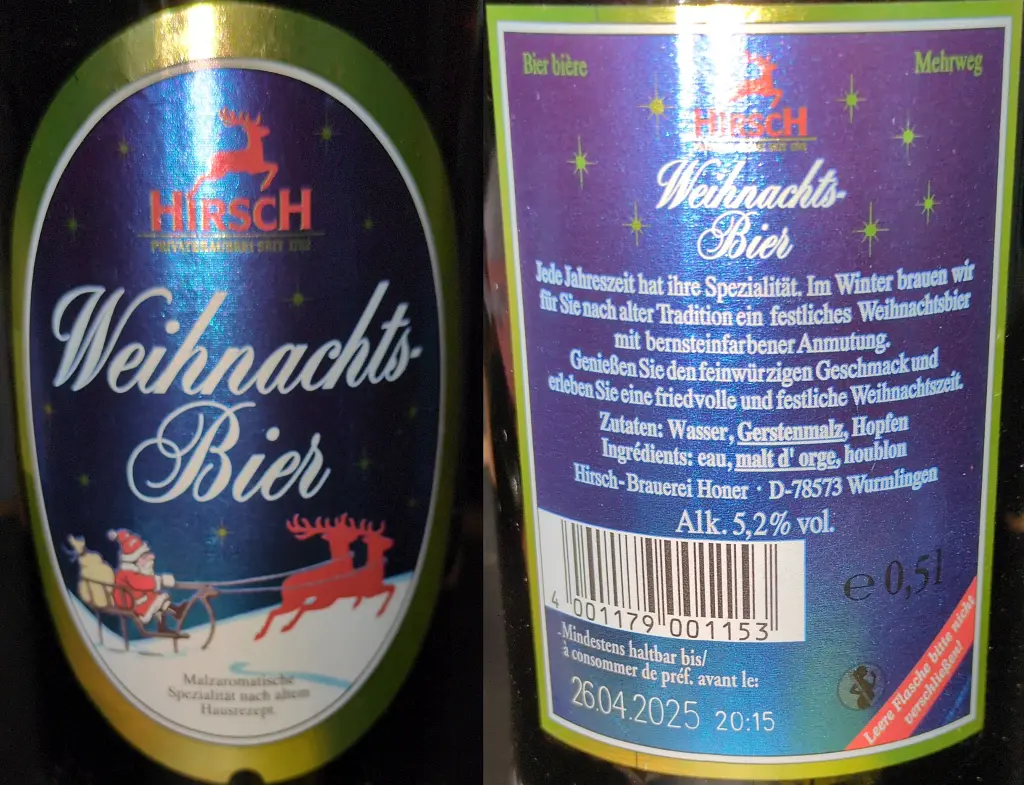 HIRSCH
PRIVATBRAUEREI SEIT 1782
Weihnachts-
Bier
Malzaromatische
Spezialität nach altem
Hausrezept.
Bier bière
Mehrweg
HIRSCH
PRIVATBRAUEREI SEIT 1782
Weihnachts-
Bier
Jede Jahreszeit hat ihre Spezialität. Im Winter brauen wir
für Sie nach alter Tradition ein festliches Weihnachtsbier
mit bernsteinfarbener Anmutung.
Genießen Sie den feinwürzigen Geschmack und
erleben Sie eine friedvolle und festliche Weihnachtszeit.
Zutaten: Wasser, Gerstenmalz, Hopfen
Ingrédients: eau, malt d' orge, houblon
Hirsch-Brauerei Honer · D-78573 Wurmlingen
Alk. 5,2% vol.
e 0,5l
4 001179 001153
Mindestens haltbar bis/
à consommer de préf. avant le:
26.04.2025 20:15
Leere Flasche bitte nicht
verschließen!